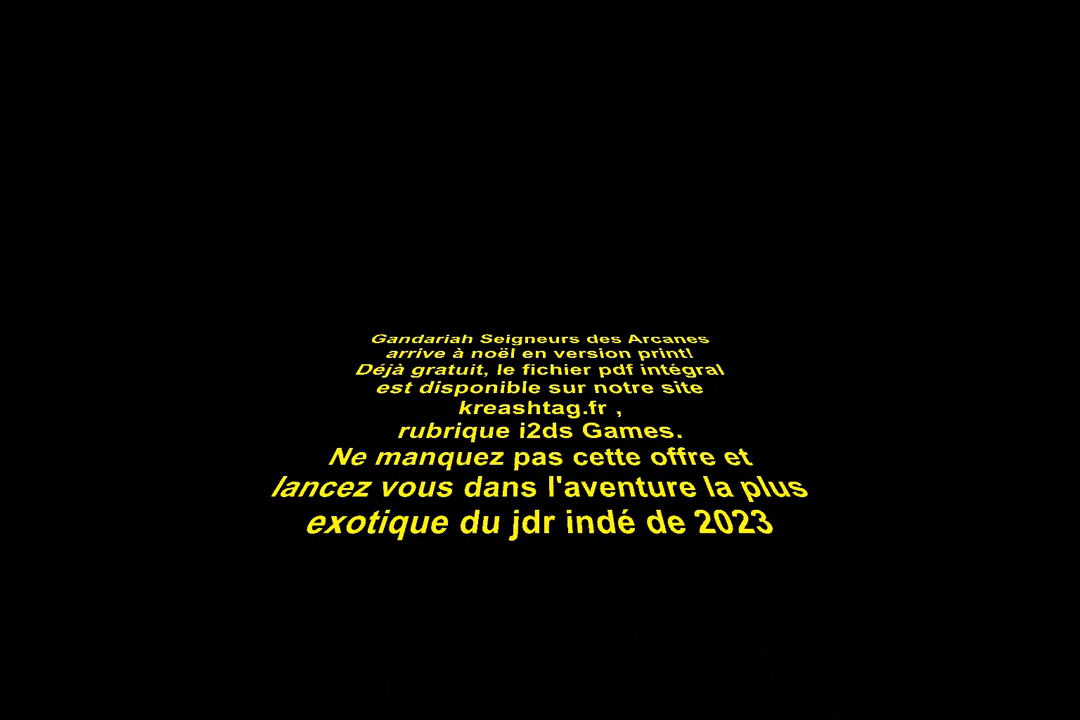 Gandariah Seigneurs des Arcanes
arrive à noël en version print!
Déjà gratuit, le fichier pdf intégral
est disponible sur notre site
kreashtag.fr ,
rubrique i2ds Games.
Ne manquez pas cette offre et
lancez vous dans l'aventure la plus
exotique du jdr indé de 2023